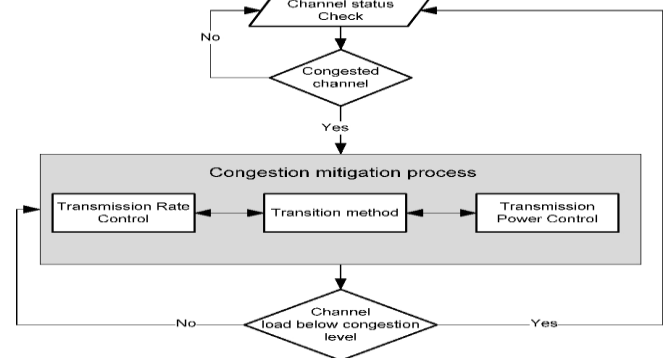 Channel status
Check
No
Congested
channel
Yes
Congestion mitigation process
Transmission Rate
Control
Transition method
Transmission
Power Control
Channel
load below congestion
level
No
Yes